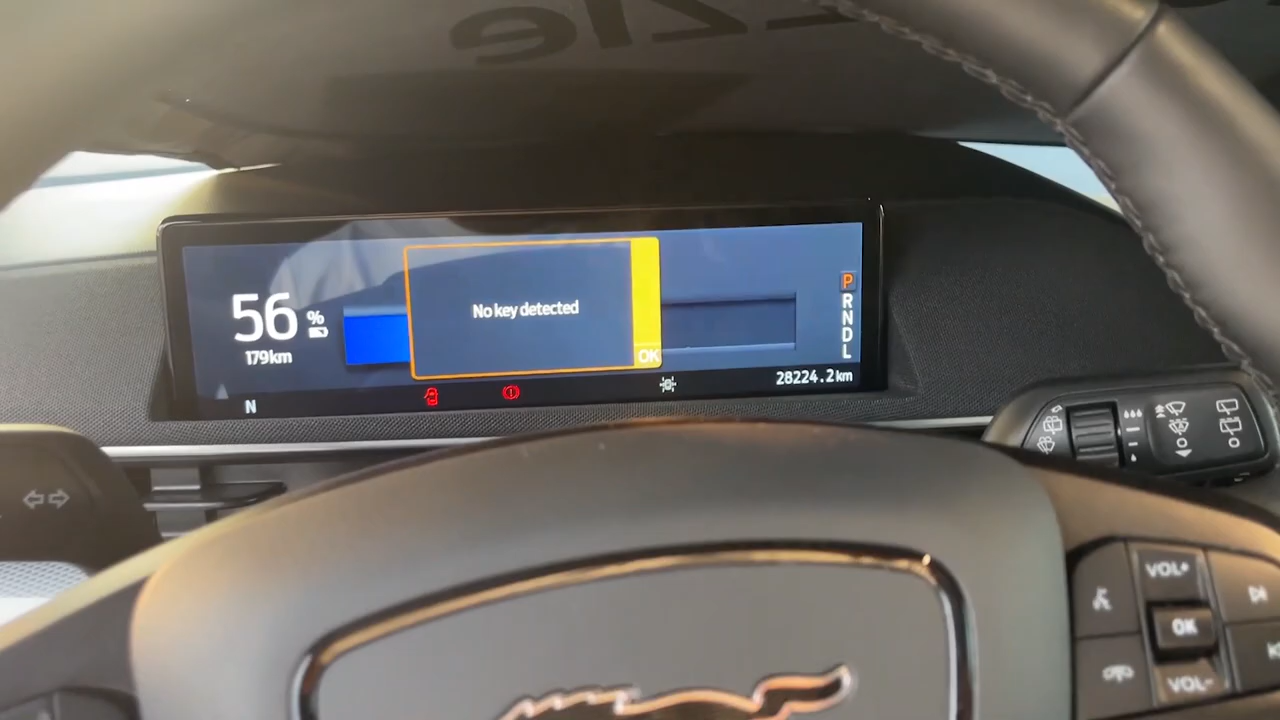 56 %
179km
No key detected
OK
P
R
N
D
L
N
28224.2 km
VOL+
OK
VOL-